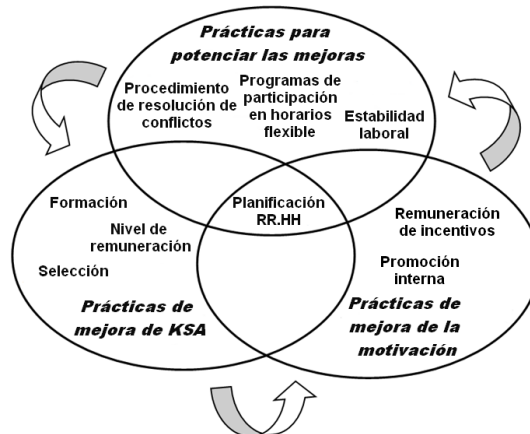 Prácticas para
potenciar las mejoras
Procedimiento
de resolución de
conflictos
Programas de
participación
en horarios
flexible
Estabilidad
laboral
Formación
Nivel de
remuneración
Selección
Prácticas de
mejora de KSA
Planificación
RR.HH
Remuneración
de incentivos
Promoción
interna
Prácticas de
mejora de la
motivación